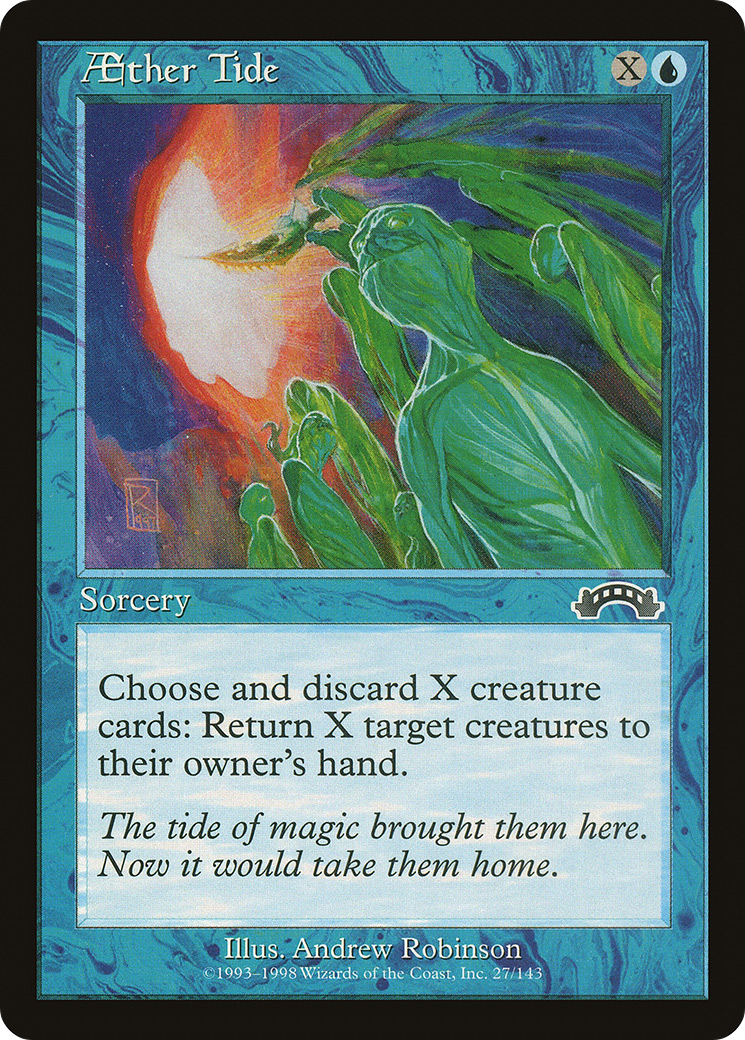 Æther Tide X
Sorcery
Choose and discard X creature
cards: Return X target creatures to
their owner's hand.
The tide of magic brought them here.
Now it would take them home.
Illus. Andrew Robinson
©1993–1998 Wizards of the Coast, Inc. 27/143